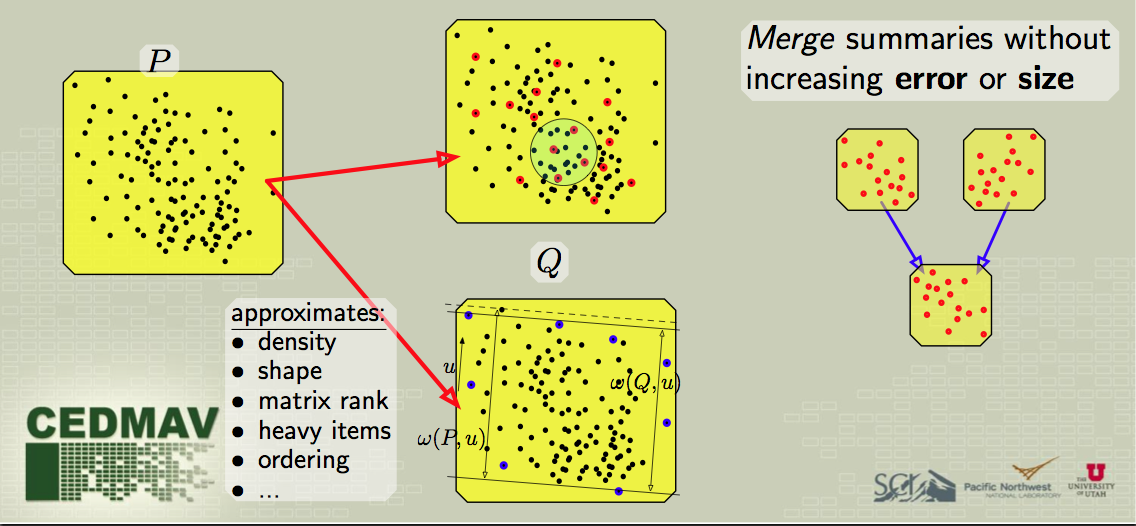 P
Merge summaries without
increasing error or size
Q
approximates:
• density
• shape
• matrix rank
• heavy items
• ordering
• ...
u
ω(P, u)
ω(Q, u)
CEDMAV
SCI
Pacific Northwest
NATIONAL LABORATORY
THE
UNIVERSITY
OF UTAH